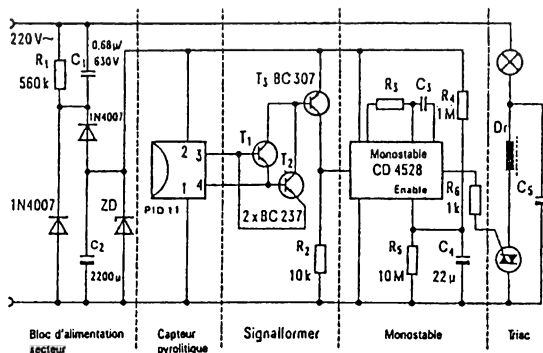 220V~
R1
560k
0,68µ/
630V
C1
1N4007
1N4007
ZD
C2
2200µ
2
3
1
4
PID 11
T1
T2
T3 BC 307
2xBC 237
R2
10k
R3
C3
R4
1M
Monostable
CD 4528
Enable
R6
1k
R5
10M
C4
22µ
Dr
C5
Bloc d'alimentation
secteur
Capteur
pyrolitique
Signalformer
Monostable
Triac